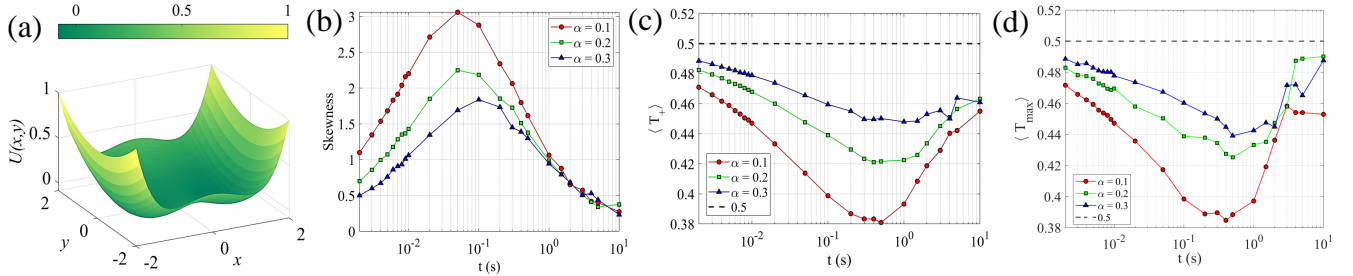 (a)
0 0.5 1
1
0.5
0
U(x,y)
2
0
-2
y
-2
0
2
x
(b)
3
2.5
2
1.5
1
0.5
0
Skewness
α = 0.1
α = 0.2
α = 0.3
10⁻² 10⁻¹ 10⁰ 10¹
t (s)
(c)
0.52
0.5
0.48
0.46
0.44
0.42
0.4
0.38
⟨ T₊ ⟩
α = 0.1
α = 0.2
α = 0.3
0.5
10⁻² 10⁻¹ 10⁰ 10¹
t (s)
(d)
0.52
0.5
0.48
0.46
0.44
0.42
0.4
0.38
⟨ T_max ⟩
α = 0.1
α = 0.2
α = 0.3
0.5
10⁻² 10⁻¹ 10⁰ 10¹
t (s)